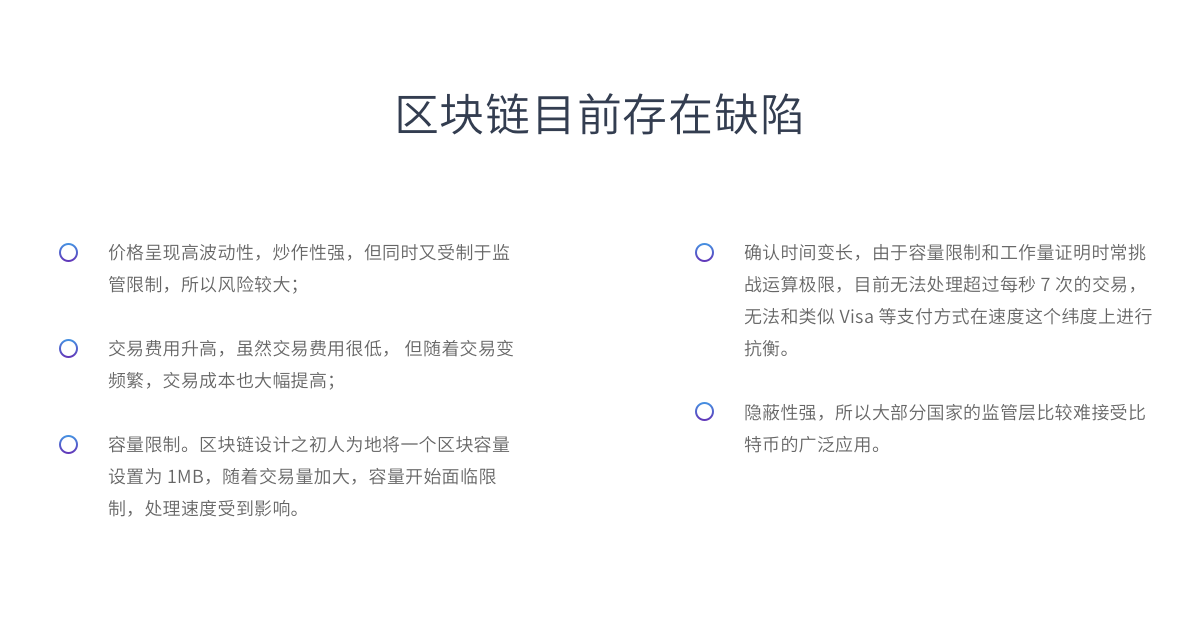 区块链目前存在缺陷
价格呈现高波动性，炒作性强，但同时又受制于监
管限制，所以风险较大；
交易费用升高，虽然交易费用很低， 但随着交易变
频繁，交易成本也大幅提高；
容量限制。区块链设计之初人为地将一个区块容量
设置为 1MB，随着交易量加大，容量开始面临限
制，处理速度受到影响。
确认时间变长，由于容量限制和工作量证明时常挑
战运算极限，目前无法处理超过每秒 7 次的交易，
无法和类似 Visa 等支付方式在速度这个纬度上进行
抗衡。
隐蔽性强，所以大部分国家的监管层比较难接受比
特币的广泛应用。